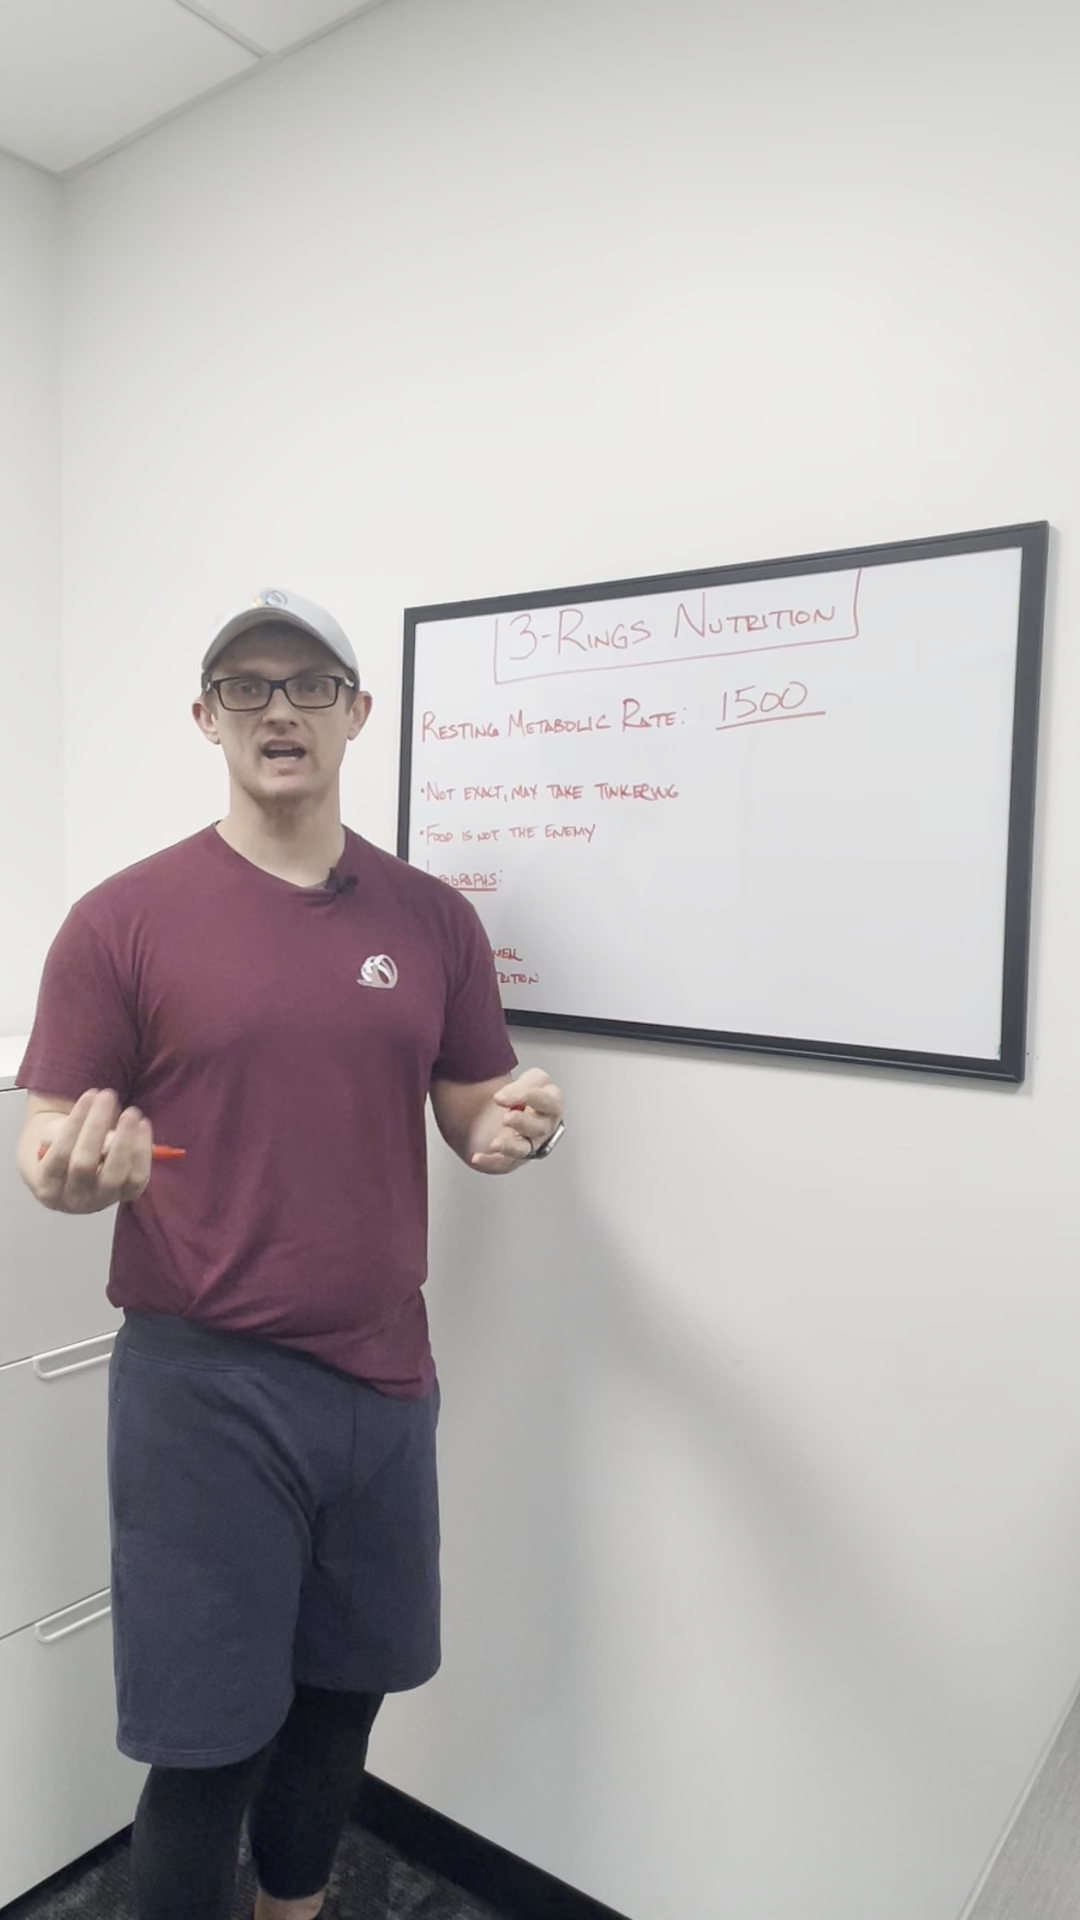 3-Rings Nutrition
Resting Metabolic Rate: 1500
•Not exact, may take tinkering
•Food is not the enemy